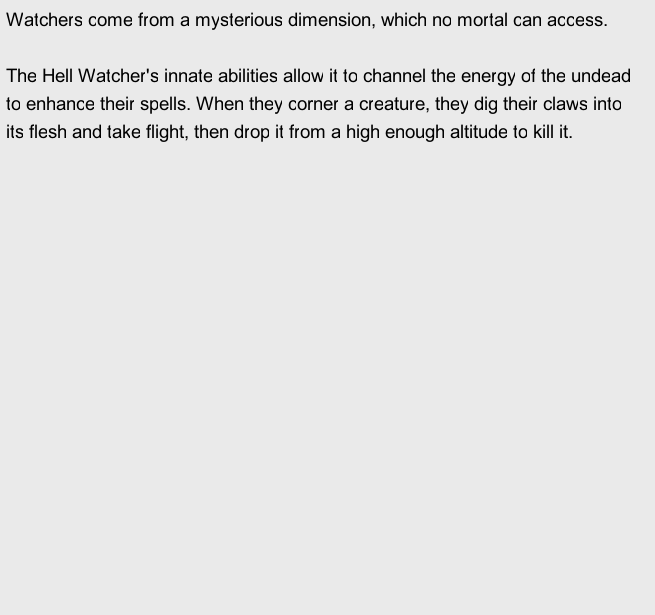 Watchers come from a mysterious dimension, which no mortal can access.
The Hell Watcher's innate abilities allow it to channel the energy of the undead
to enhance their spells. When they corner a creature, they dig their claws into
its flesh and take flight, then drop it from a high enough altitude to kill it.